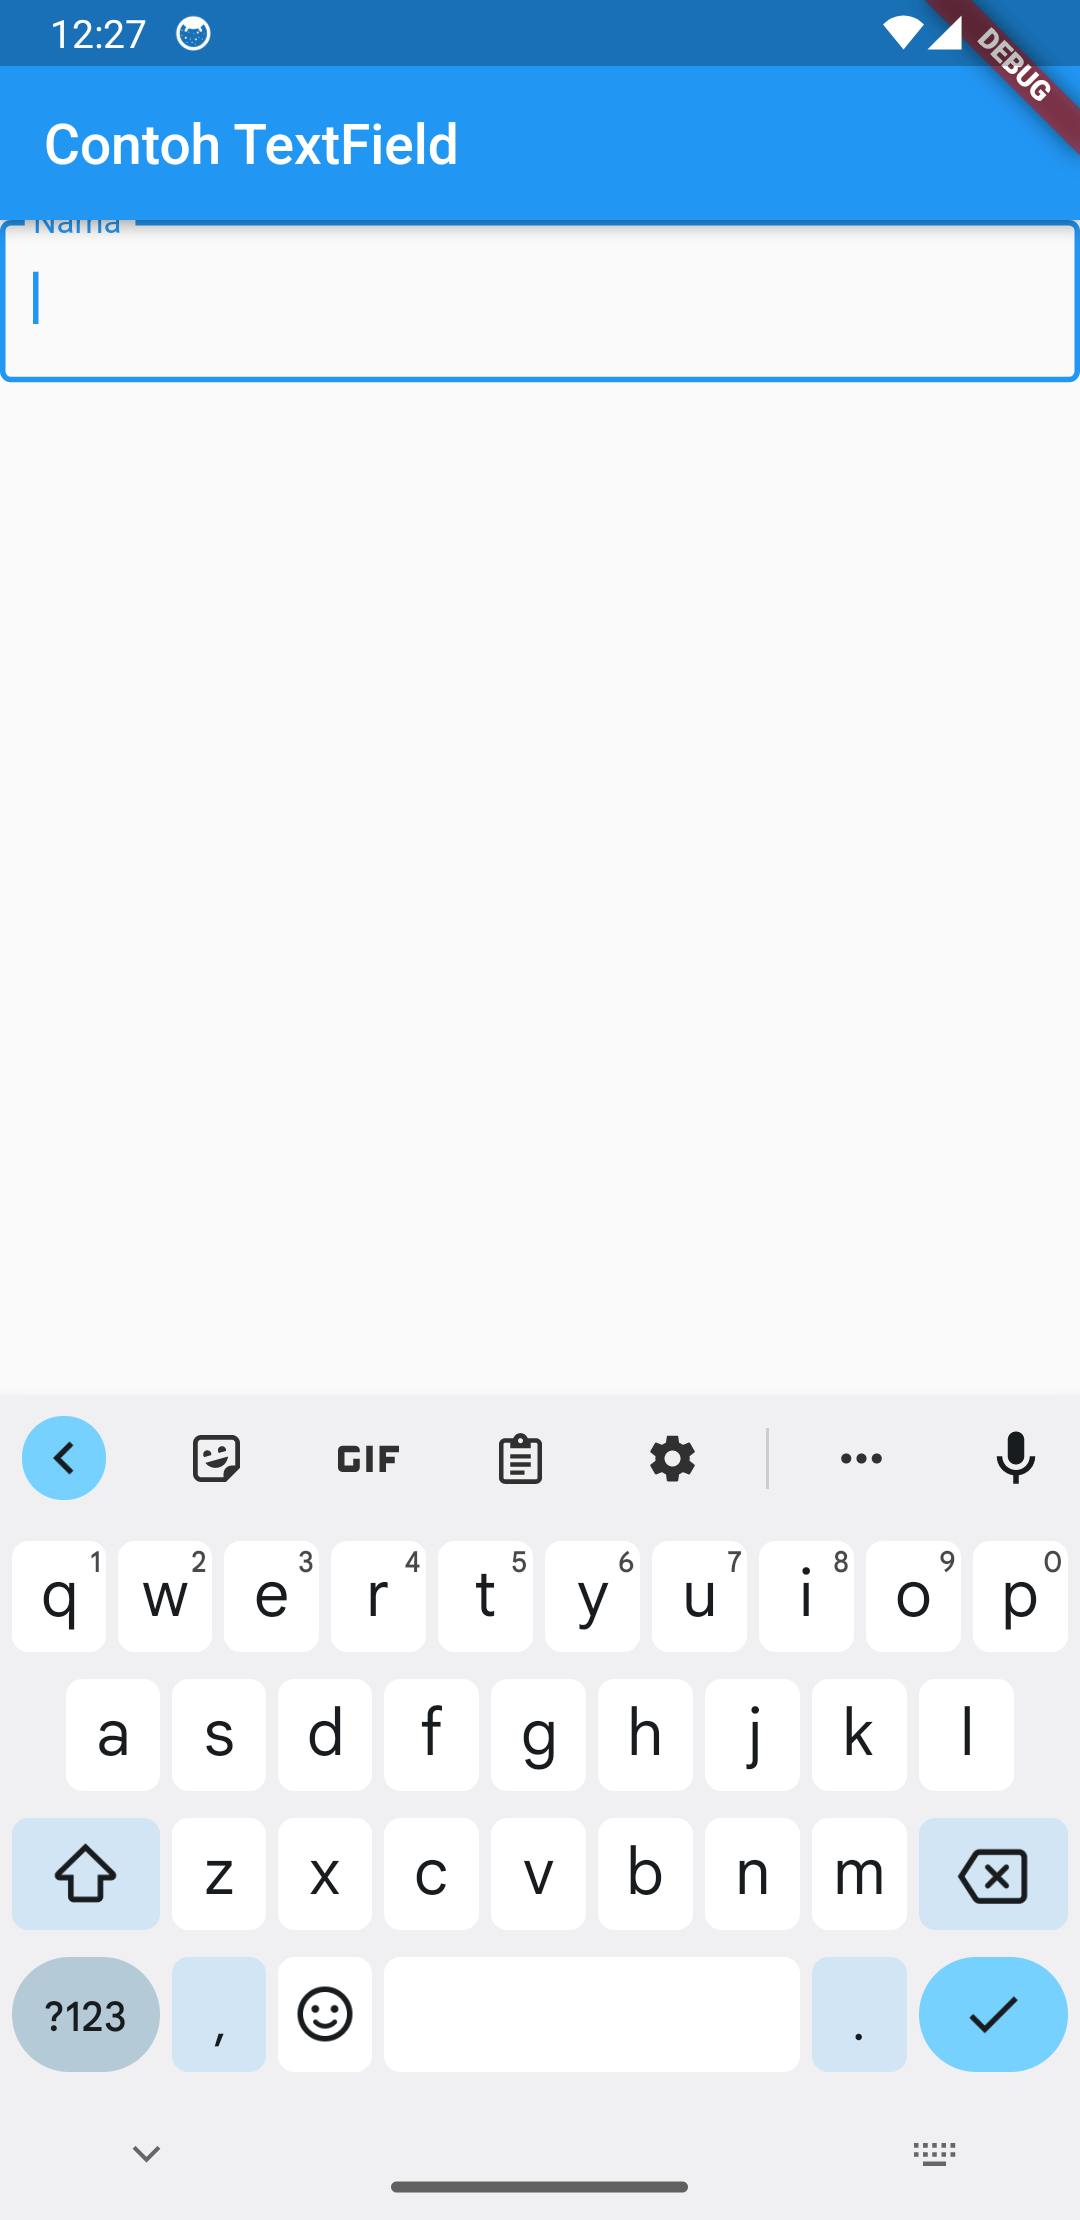 12:27
DEBUG
Contoh TextField
Nama
GIF
q 1 w 2 e 3 r 4 t 5 y 6 u 7 i 8 o 9 p 0
a s d f g h j k l
z x c v b n m
?123 , .